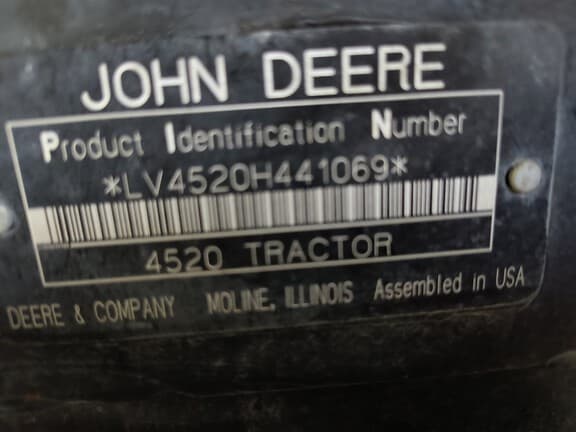 JOHN DEERE
Product Identification Number
*LV4520H441069*
4520 TRACTOR
DEERE & COMPANY MOLINE, ILLINOIS Assembled in USA